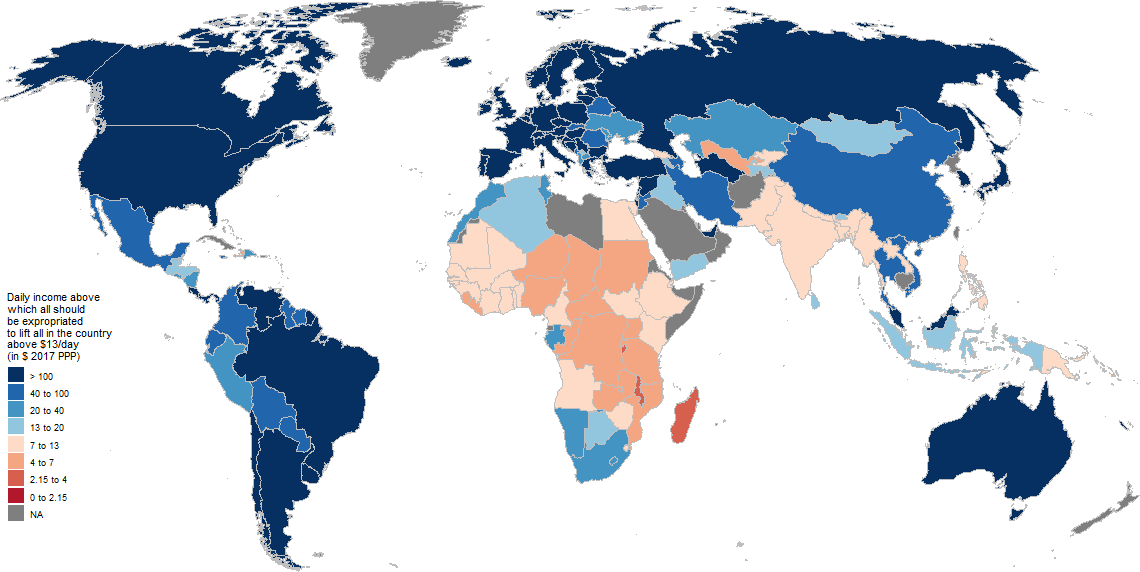 Daily income above
which all should
be expropriated
to lift all in the country
above $13/day
(in $ 2017 PPP)
> 100
40 to 100
20 to 40
13 to 20
7 to 13
4 to 7
2.15 to 4
0 to 2.15
NA